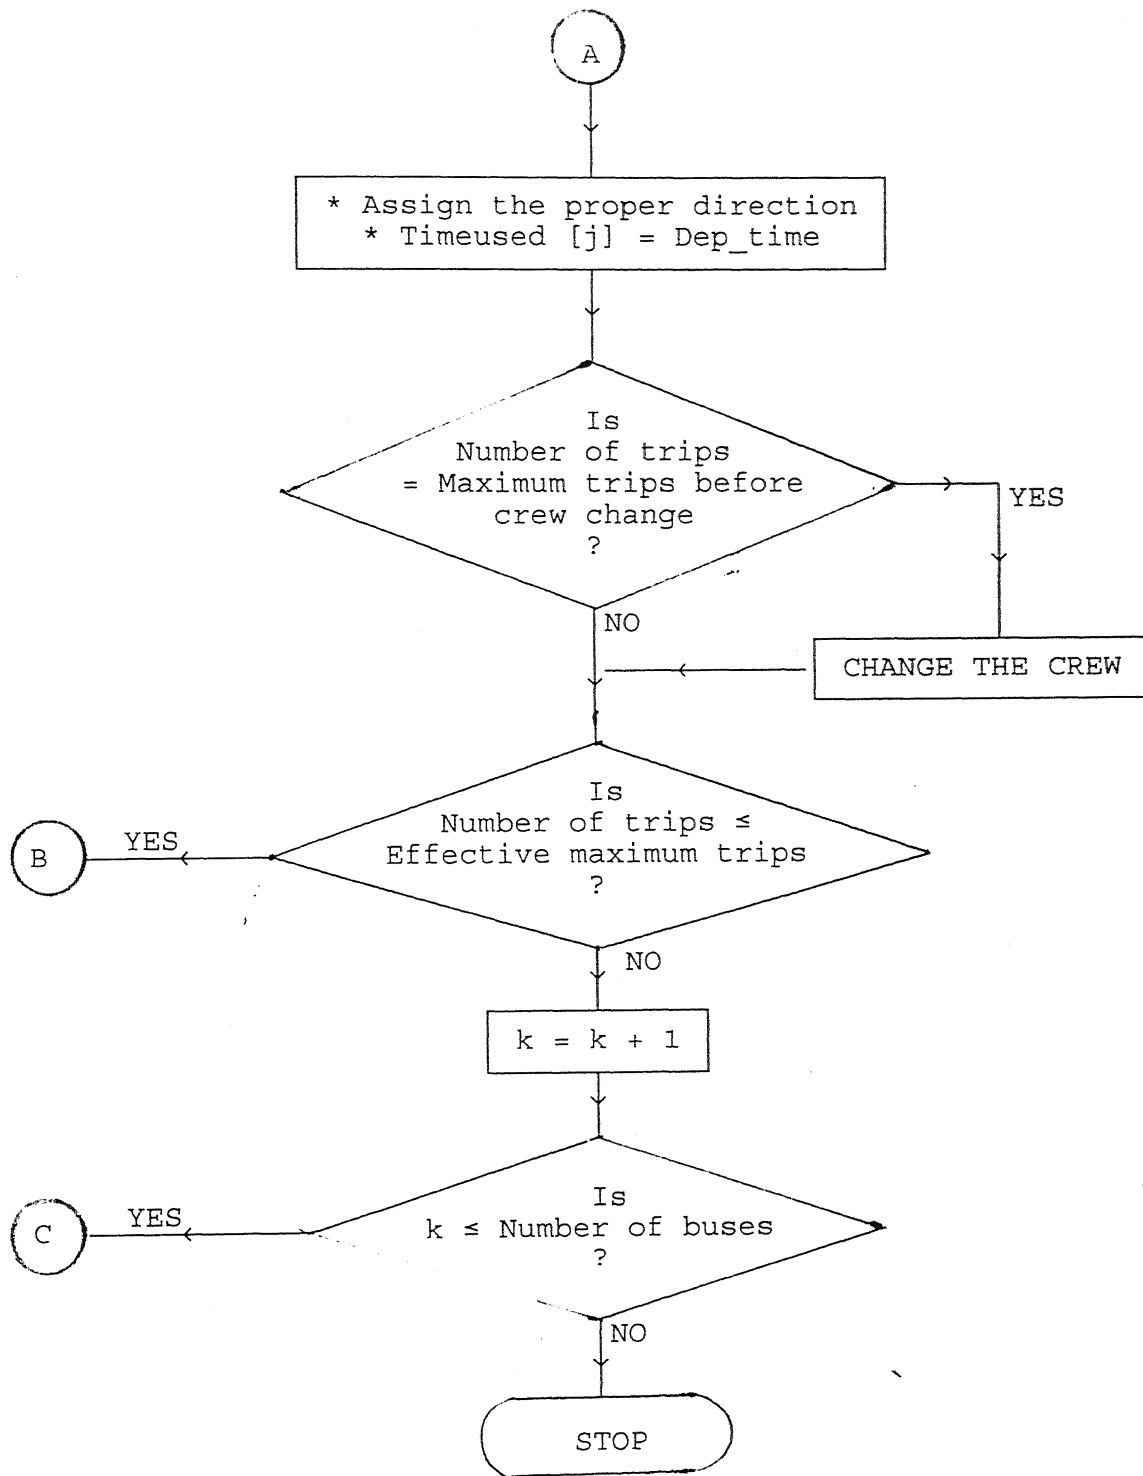 A
* Assign the proper direction
* Timeused [j] = Dep_time
Is
Number of trips
= Maximum trips before
crew change
?
YES
NO
CHANGE THE CREW
Is
Number of trips ≤
Effective maximum trips
?
YES
B
NO
k = k + 1
Is
k ≤ Number of buses
?
YES
C
NO
STOP